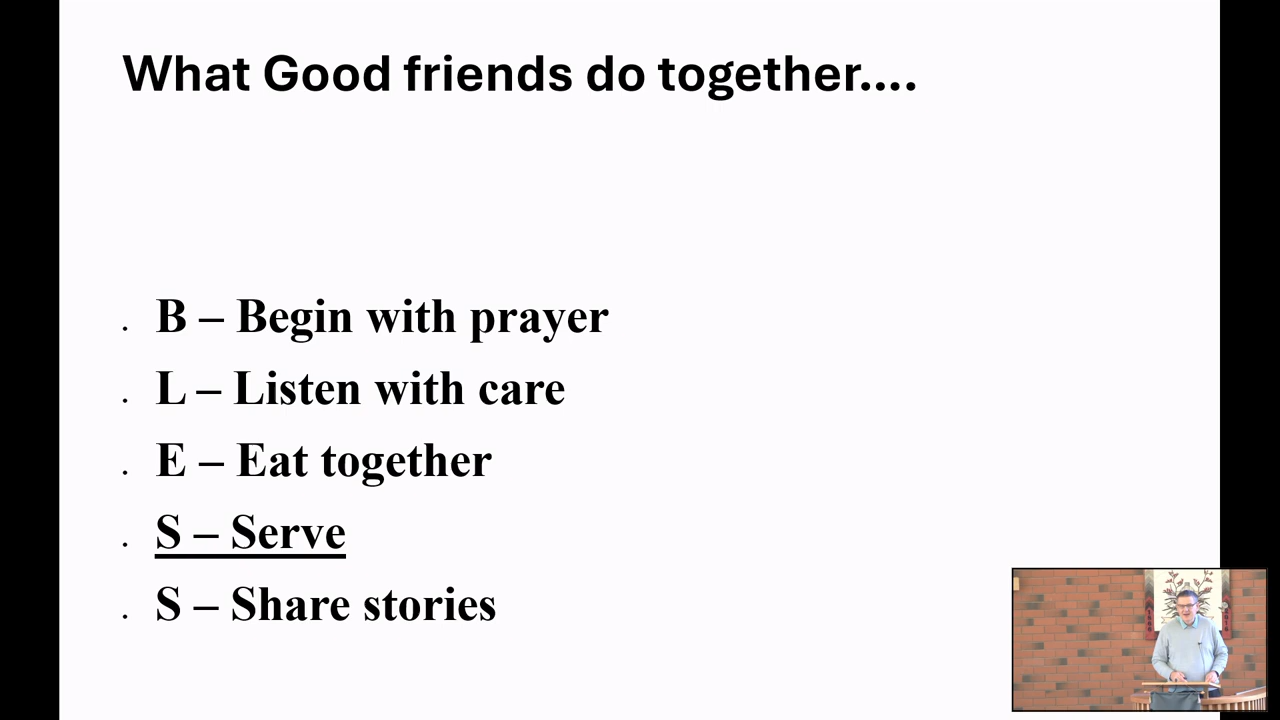 What Good friends do together....
. B – Begin with prayer
. L – Listen with care
. E – Eat together
. S – Serve
. S – Share stories